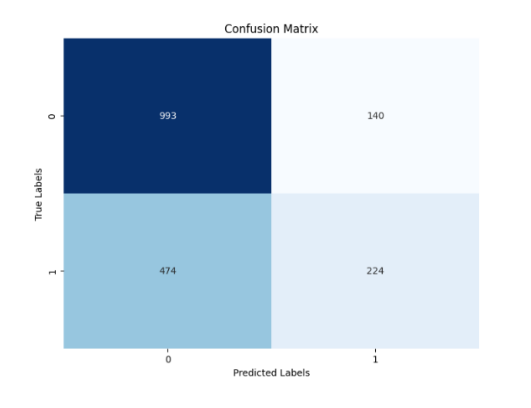 Confusion Matrix
0
993
140
True Labels
1
474
224
0
1
Predicted Labels